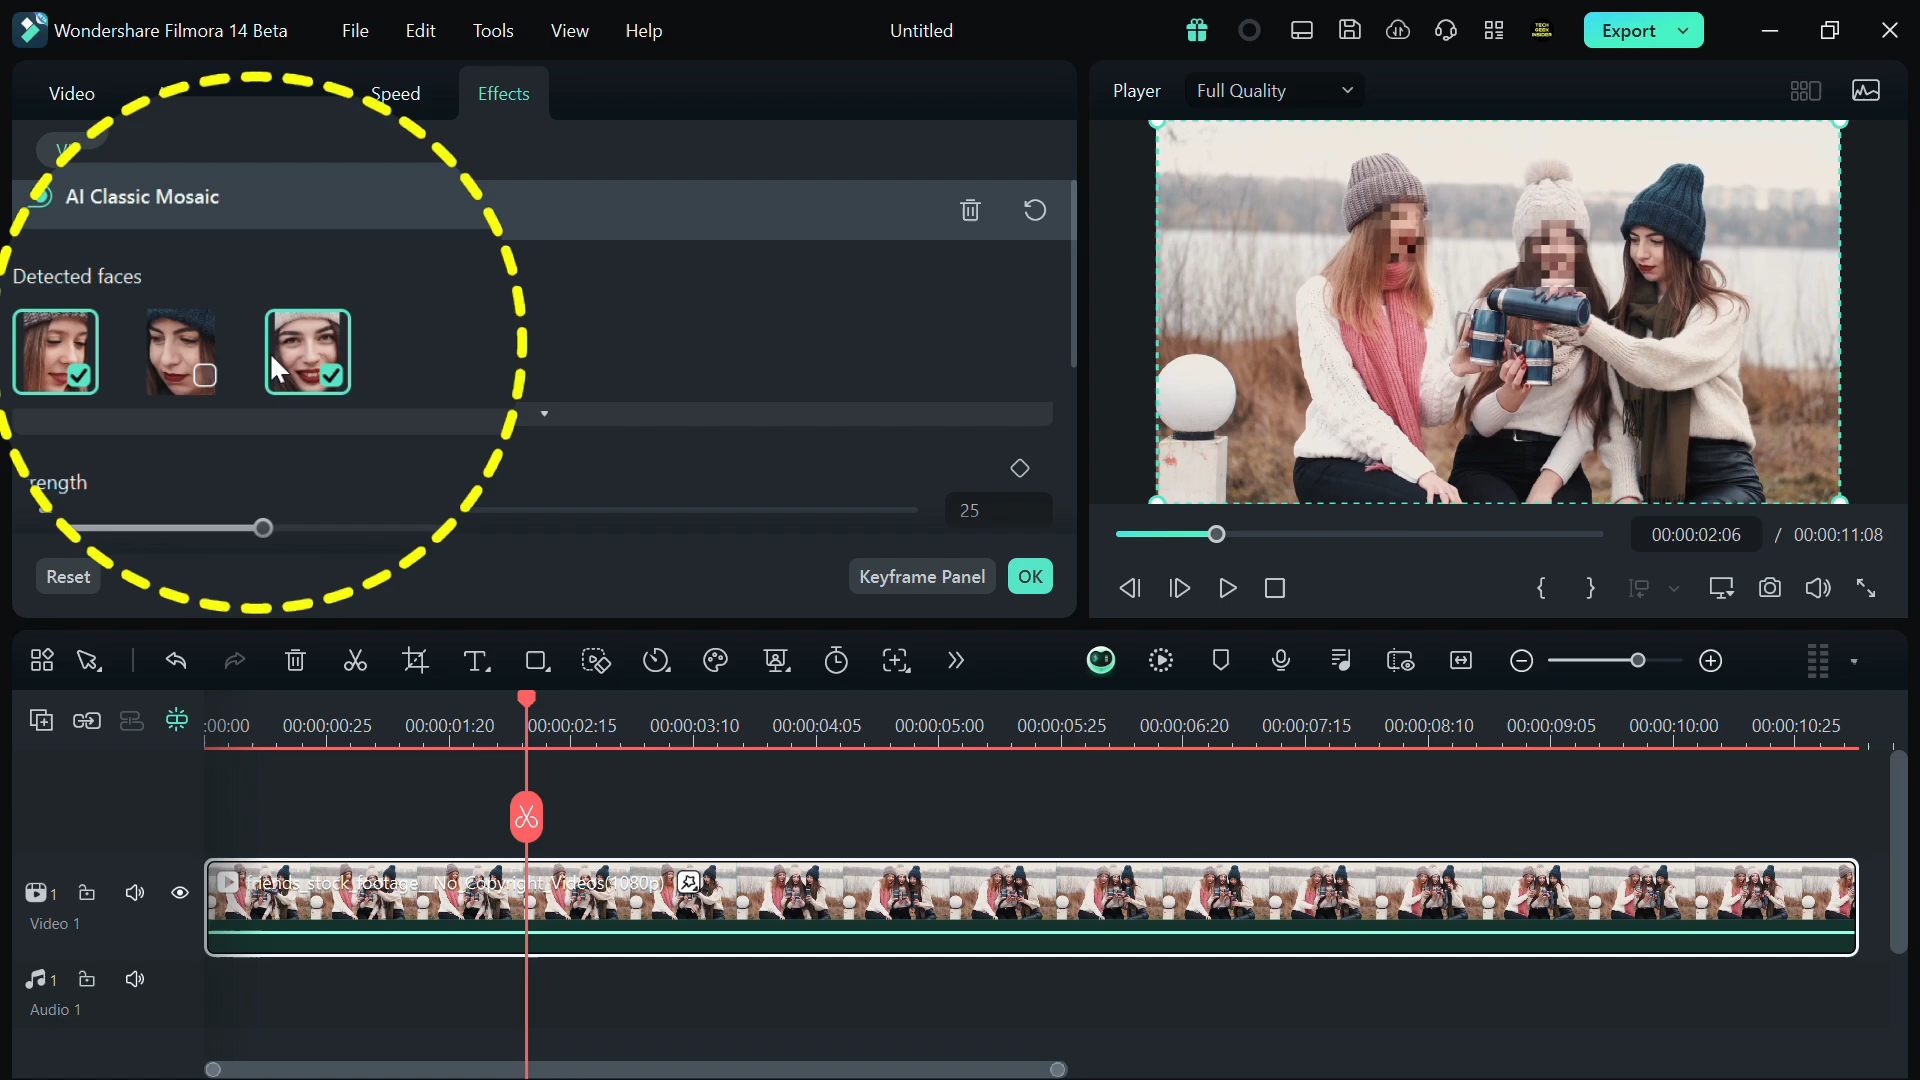 Wondershare Filmora 14 Beta
File
Edit
Tools
View
Help
Untitled
TECH
GEEK
INSIDER
Export
Video
Speed
Effects
AI Classic Mosaic
Detected faces
rength
25
Reset
Keyframe Panel
OK
Player
Full Quality
00:00:02:06 / 00:00:11:08
:00:00
00:00:00:25
00:00:01:20
00:00:02:15
00:00:03:10
00:00:04:05
00:00:05:00
00:00:05:25
00:00:06:20
00:00:07:15
00:00:08:10
00:00:09:05
00:00:10:00
00:00:10:25
friends_stock_footage__No_Copyright_Videos(1080p)
1
Video 1
1
Audio 1